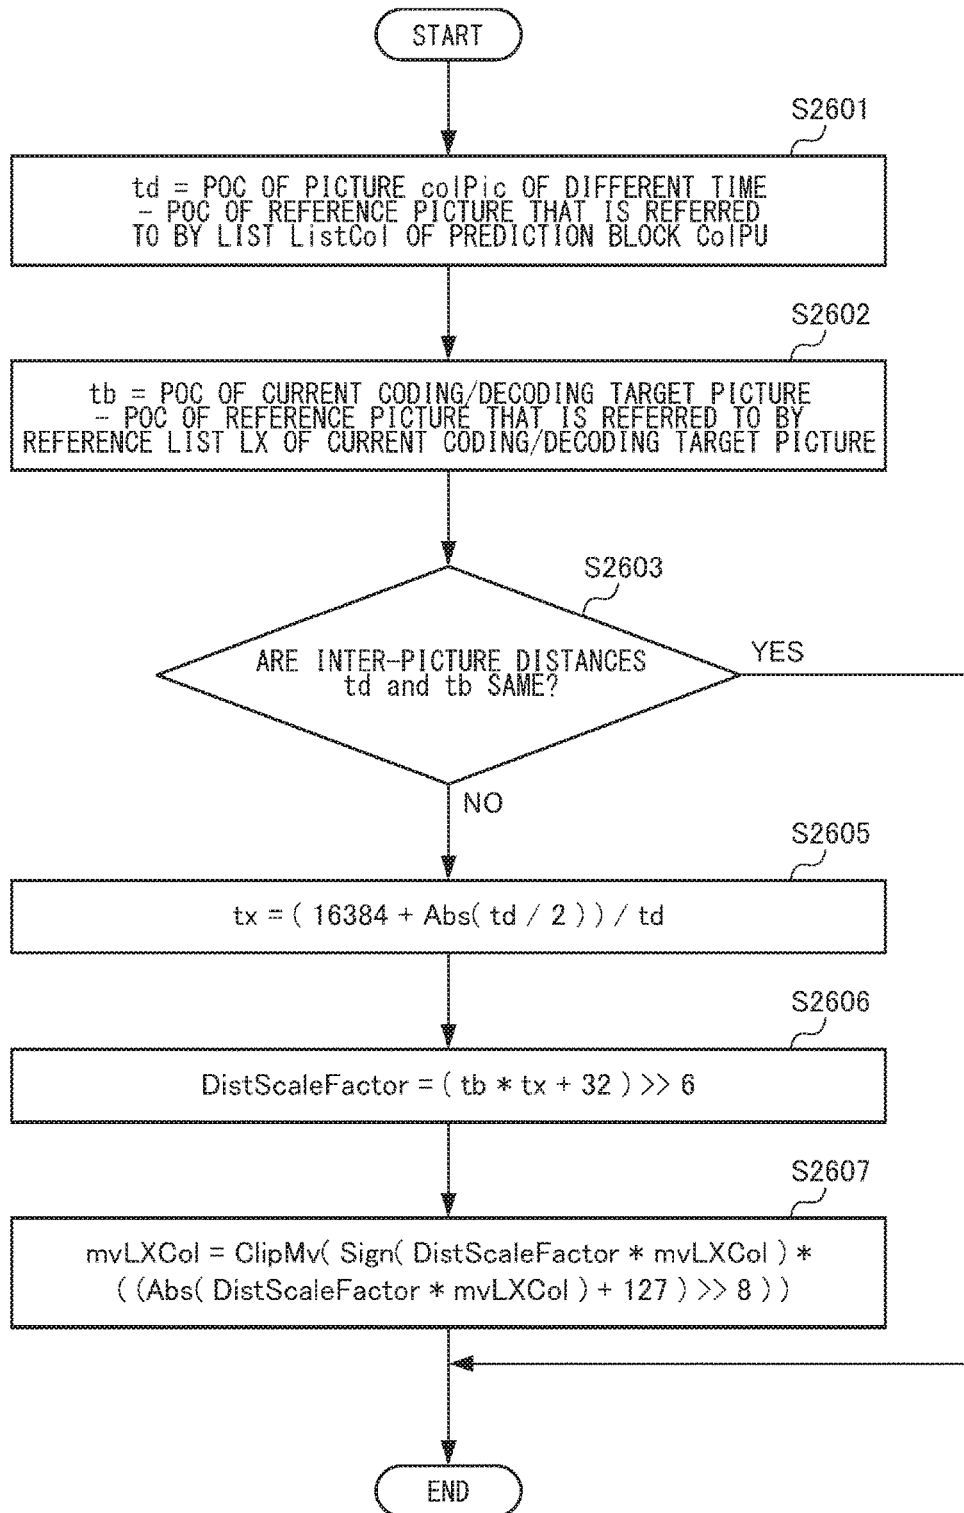 START
S2601
td = POC OF PICTURE colPic OF DIFFERENT TIME
- POC OF REFERENCE PICTURE THAT IS REFERRED
TO BY LIST ListCol OF PREDICTION BLOCK ColPU
S2602
tb = POC OF CURRENT CODING/DECODING TARGET PICTURE
- POC OF REFERENCE PICTURE THAT IS REFERRED TO BY
REFERENCE LIST LX OF CURRENT CODING/DECODING TARGET PICTURE
S2603
ARE INTER-PICTURE DISTANCES
td and tb SAME?
YES
NO
S2605
tx = ( 16384 + Abs( td / 2 ) ) / td
S2606
DistScaleFactor = ( tb * tx + 32 ) >> 6
S2607
mvLXCol = ClipMv( Sign( DistScaleFactor * mvLXCol ) *
( (Abs( DistScaleFactor * mvLXCol ) + 127 ) >> 8 ) )
END